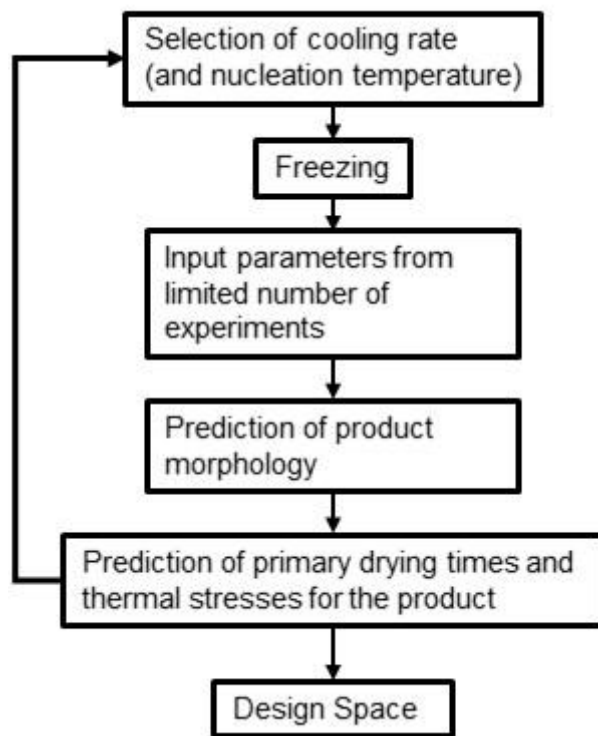 Selection of cooling rate
(and nucleation temperature)
Freezing
Input parameters from
limited number of
experiments
Prediction of product
morphology
Prediction of primary drying times and
thermal stresses for the product
Design Space